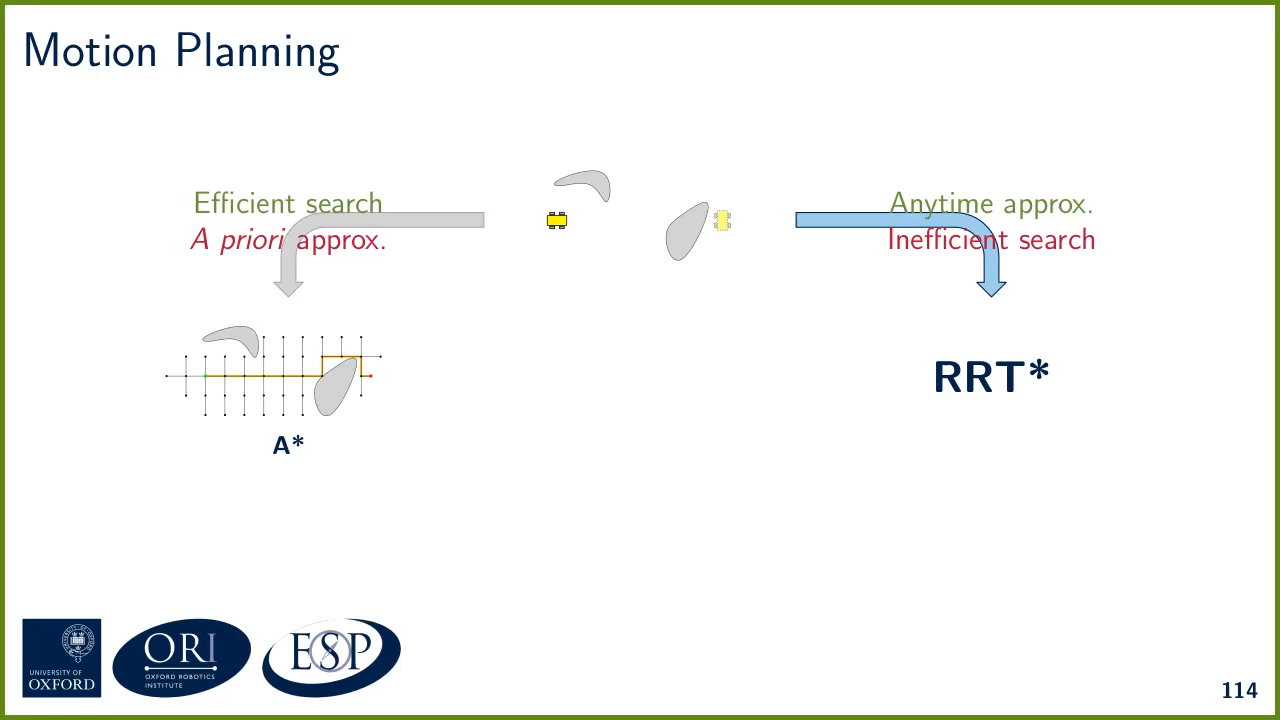 Motion Planning
Efficient search
A priori approx.
Anytime approx.
Inefficient search
A*
RRT*
UNIVERSITY OF
OXFORD
ORI
OXFORD ROBOTICS
INSTITUTE
ESP
114